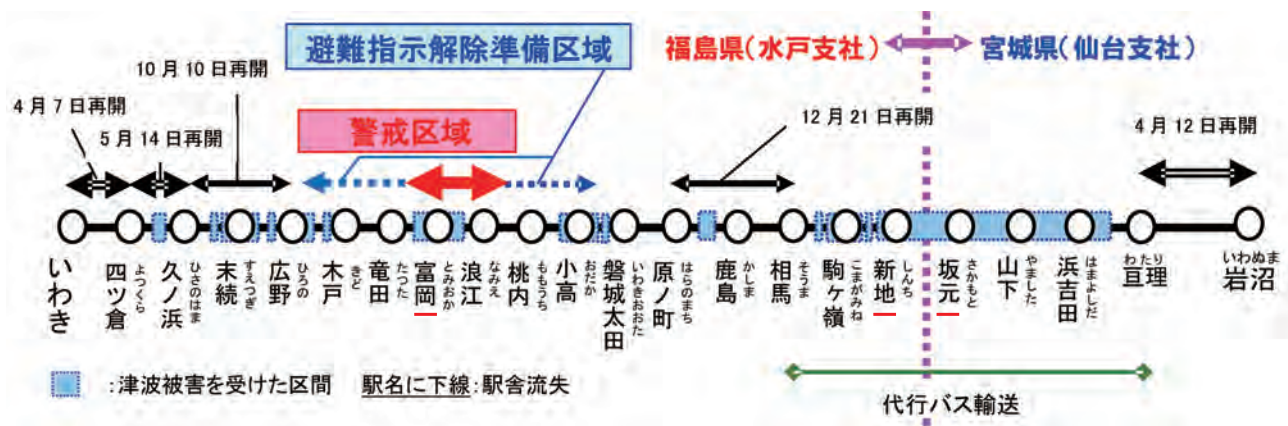 避難指示解除準備区域
福島県(水戸支社)
宮城県(仙台支社)
10月10日再開
4月7日再開
5月14日再開
警戒区域
12月21日再開
4月12日再開
いわき
四ツ倉
よつくら
久ノ浜
ひさのはま
末続
すえつぎ
広野
ひろの
木戸
きど
竜田
たつた
富岡
とみおか
浪江
なみえ
桃内
ももうち
小高
おだか
磐城太田
いわきおおた
原ノ町
はらのまち
鹿島
かしま
相馬
そうま
駒ヶ嶺
こまがみね
新地
しんち
坂元
さかもと
山下
やました
浜吉田
はまよしだ
わたり
亘理
いわぬま
岩沼
:津波被害を受けた区間 駅名に下線:駅舎流失
代行バス輸送